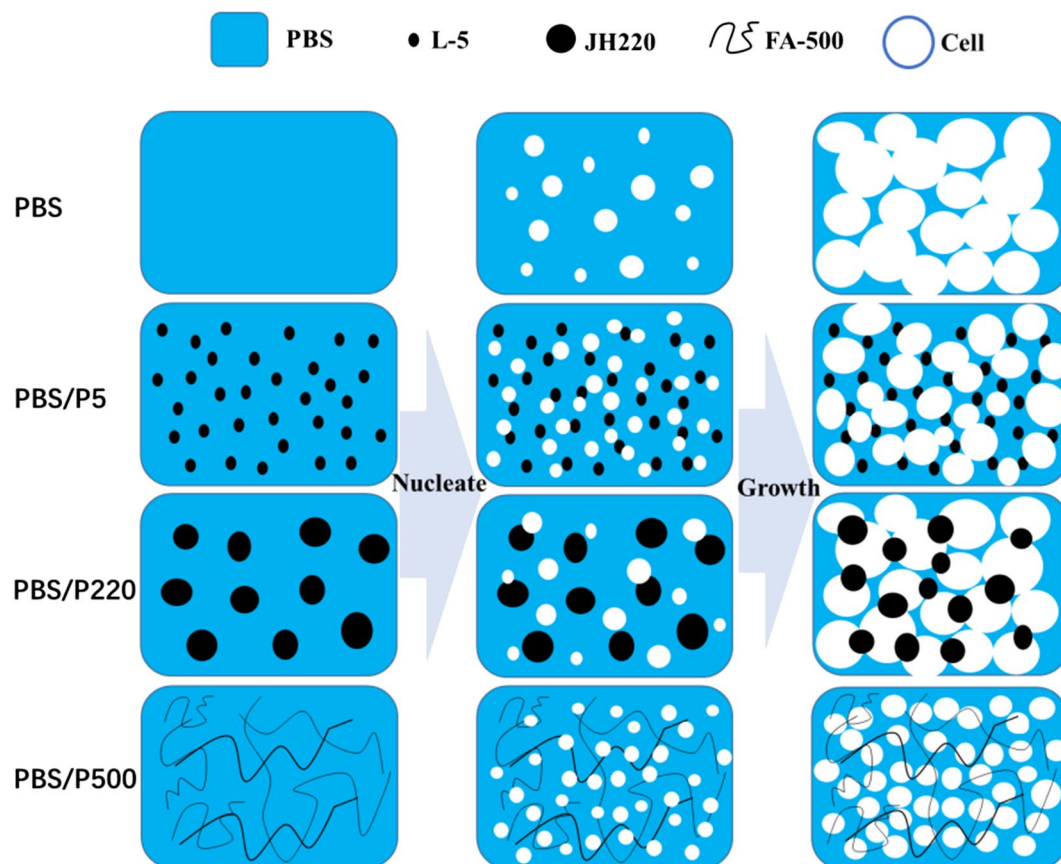 PBS
L-5
JH220
FA-500
Cell
PBS
PBS/P5
Nucleate
Growth
PBS/P220
PBS/P500